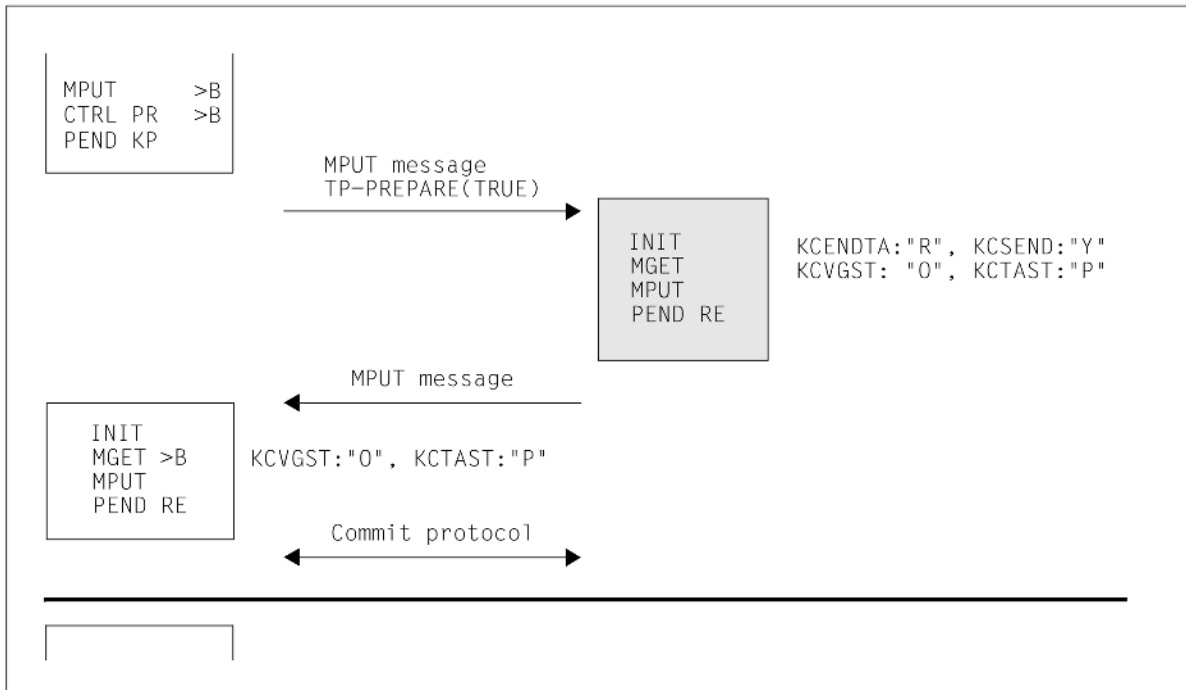 MPUT >B
CTRL PR >B
PEND KP
MPUT message
TP-PREPARE(TRUE)
INIT
MGET
MPUT
PEND RE
KCENDTA:"R", KCSEND:"Y"
KCVGST: "O", KCTAST:"P"
MPUT message
INIT
MGET >B
MPUT
PEND RE
KCVGST:"O", KCTAST:"P"
Commit protocol